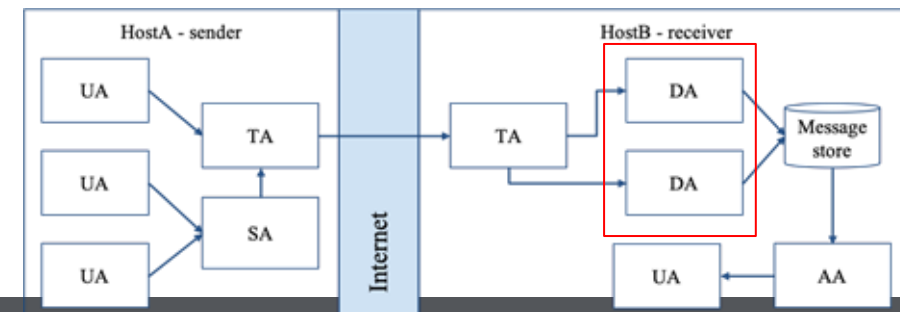 HostA - sender
HostB - receiver
UA
TA
UA
SA
UA
Internet
TA
DA
DA
Message
store
UA
AA